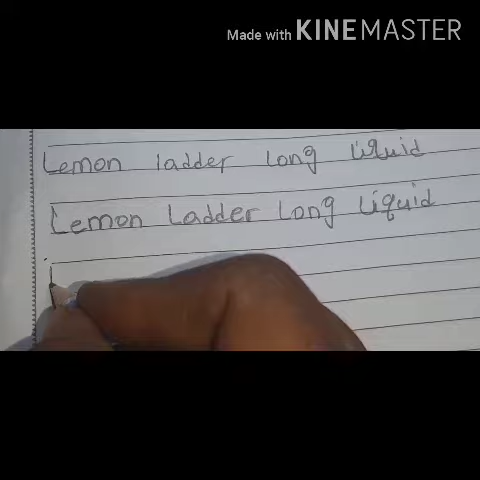 Made with KINEMASTER
Lemon ladder Long liquid
Lemon Ladder Long Liquid